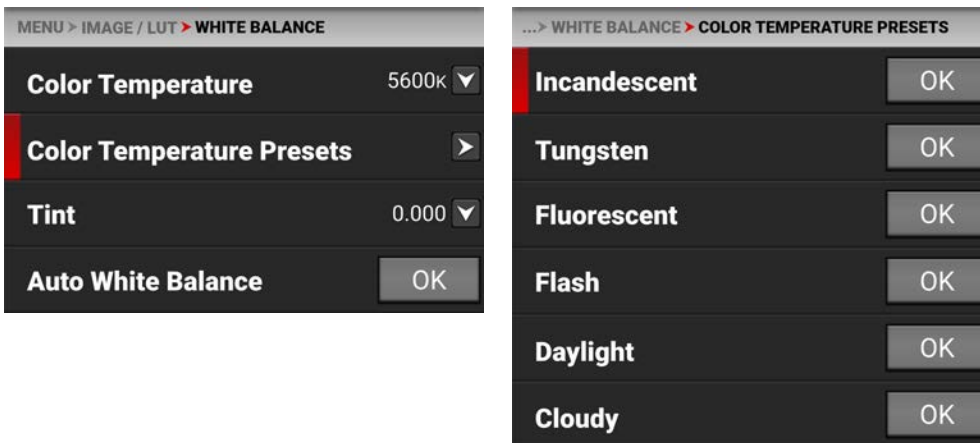 MENU > IMAGE / LUT > WHITE BALANCE
Color Temperature 5600K
Color Temperature Presets
Tint 0.000
Auto White Balance OK
...> WHITE BALANCE > COLOR TEMPERATURE PRESETS
Incandescent OK
Tungsten OK
Fluorescent OK
Flash OK
Daylight OK
Cloudy OK